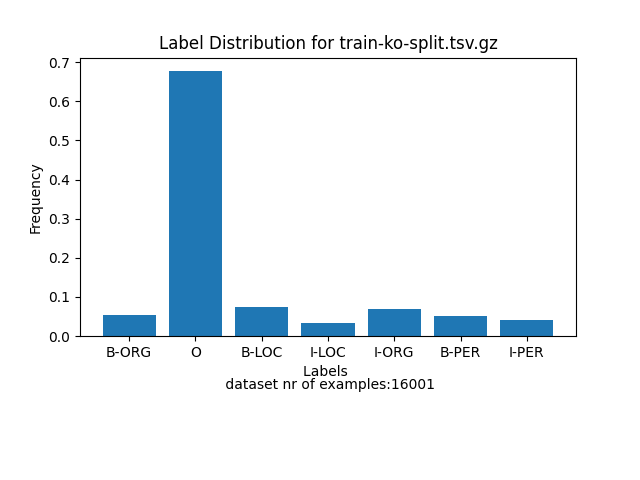 Label Distribution for train-ko-split.tsv.gz
0.7
0.6
0.5
0.4
0.3
0.2
0.1
0.0
Frequency
B-ORG O B-LOC I-LOC I-ORG B-PER I-PER
Labels
dataset nr of examples:16001